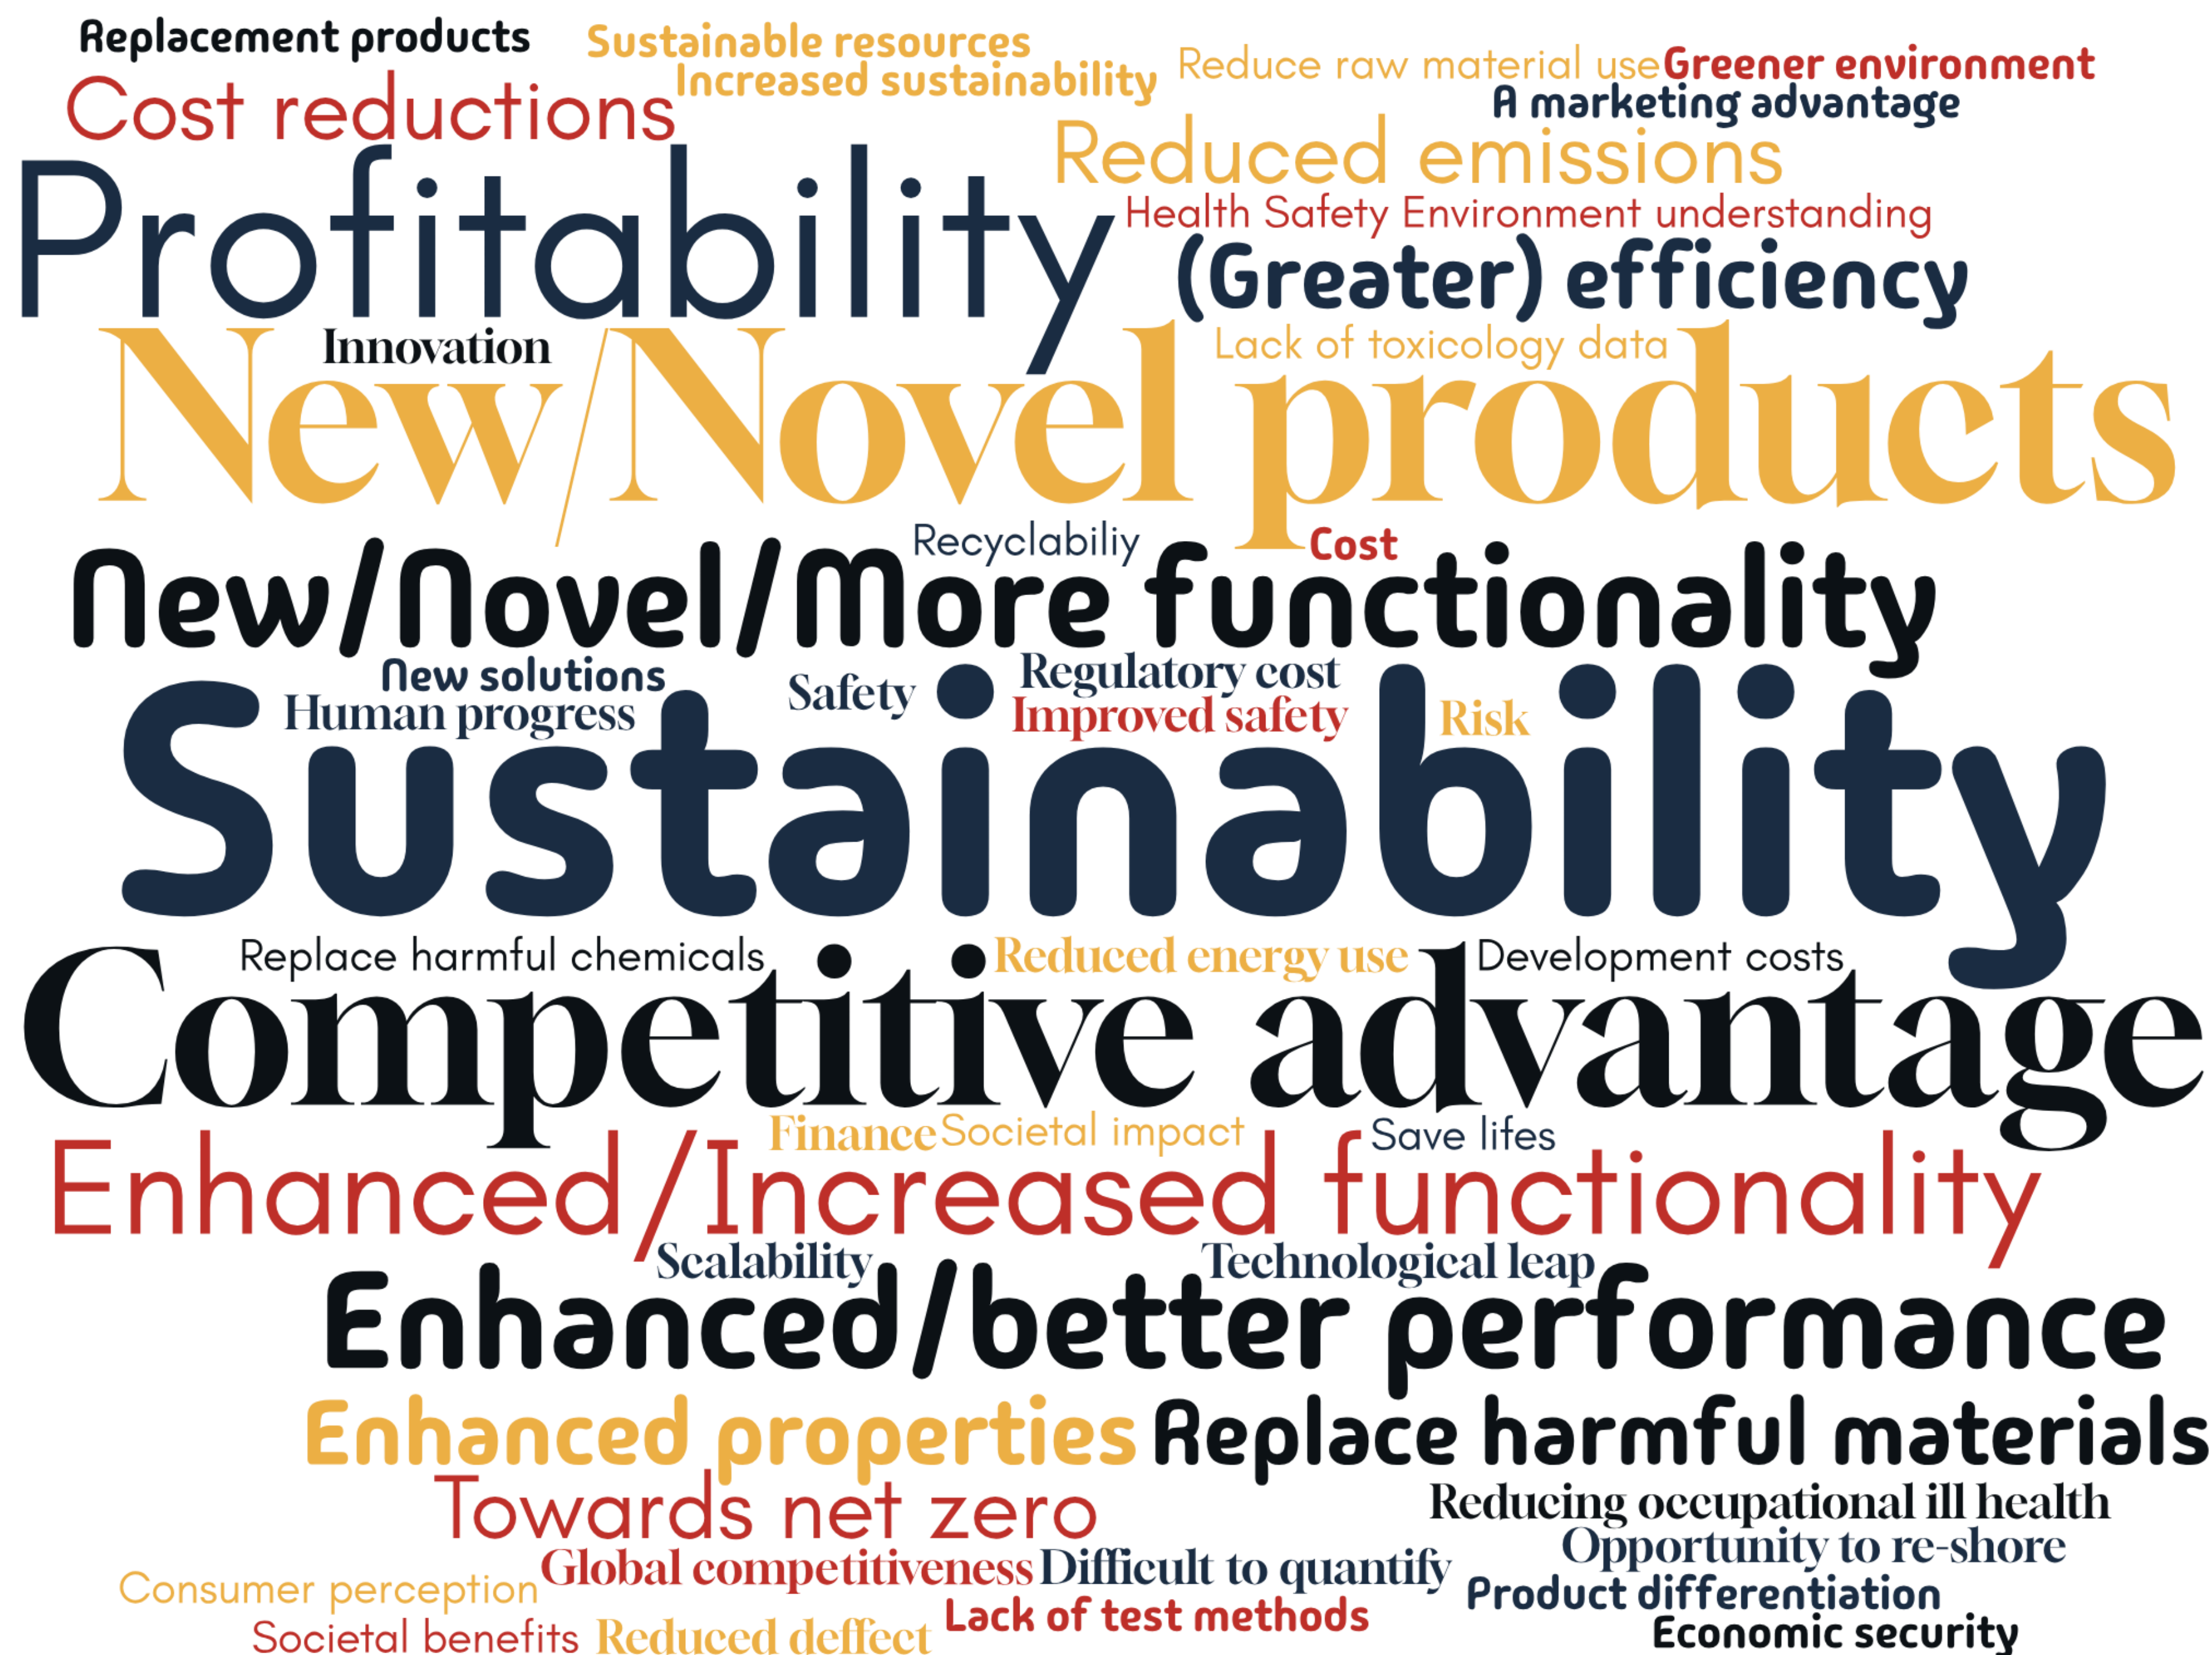 Replacement products
Sustainable resources
Increased sustainability
Reduce raw material use
Greener environment
A marketing advantage
Cost reductions
Reduced emissions
Profitability
Health Safety Environment understanding
(Greater) efficiency
Innovation
Lack of toxicology data
New/Novel products
Recyclabiliy
Cost
New/Novel/More functionality
New solutions
Human progress
Safety
Regulatory cost
Improved safety
Risk
Sustainability
Replace harmful chemicals
Reduced energy use
Development costs
Competitive advantage
Finance
Societal impact
Save lifes
Enhanced/Increased functionality
Scalability
Technological leap
Enhanced/better performance
Enhanced properties
Replace harmful materials
Towards net zero
Reducing occupational ill health
Opportunity to re-shore
Global competitiveness
Difficult to quantify
Consumer perception
Product differentiation
Societal benefits
Reduced deffect
Lack of test methods
Economic security